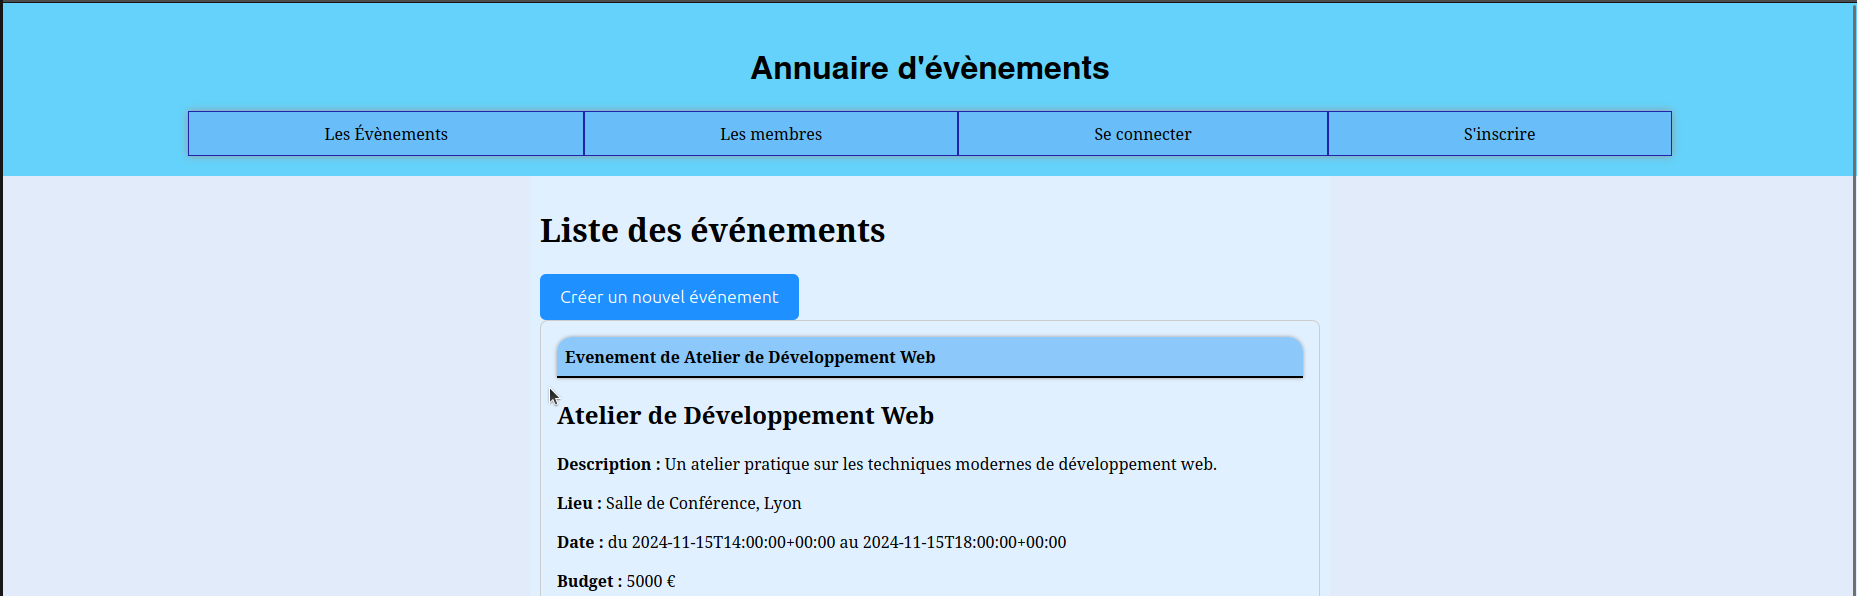 Annuaire d'évènements
Les Évènements Les membres Se connecter S'inscrire
Liste des événements
Créer un nouvel événement
Evenement de Atelier de Développement Web
Atelier de Développement Web
Description : Un atelier pratique sur les techniques modernes de développement web.
Lieu : Salle de Conférence, Lyon
Date : du 2024-11-15T14:00:00+00:00 au 2024-11-15T18:00:00+00:00
Budget : 5000 €